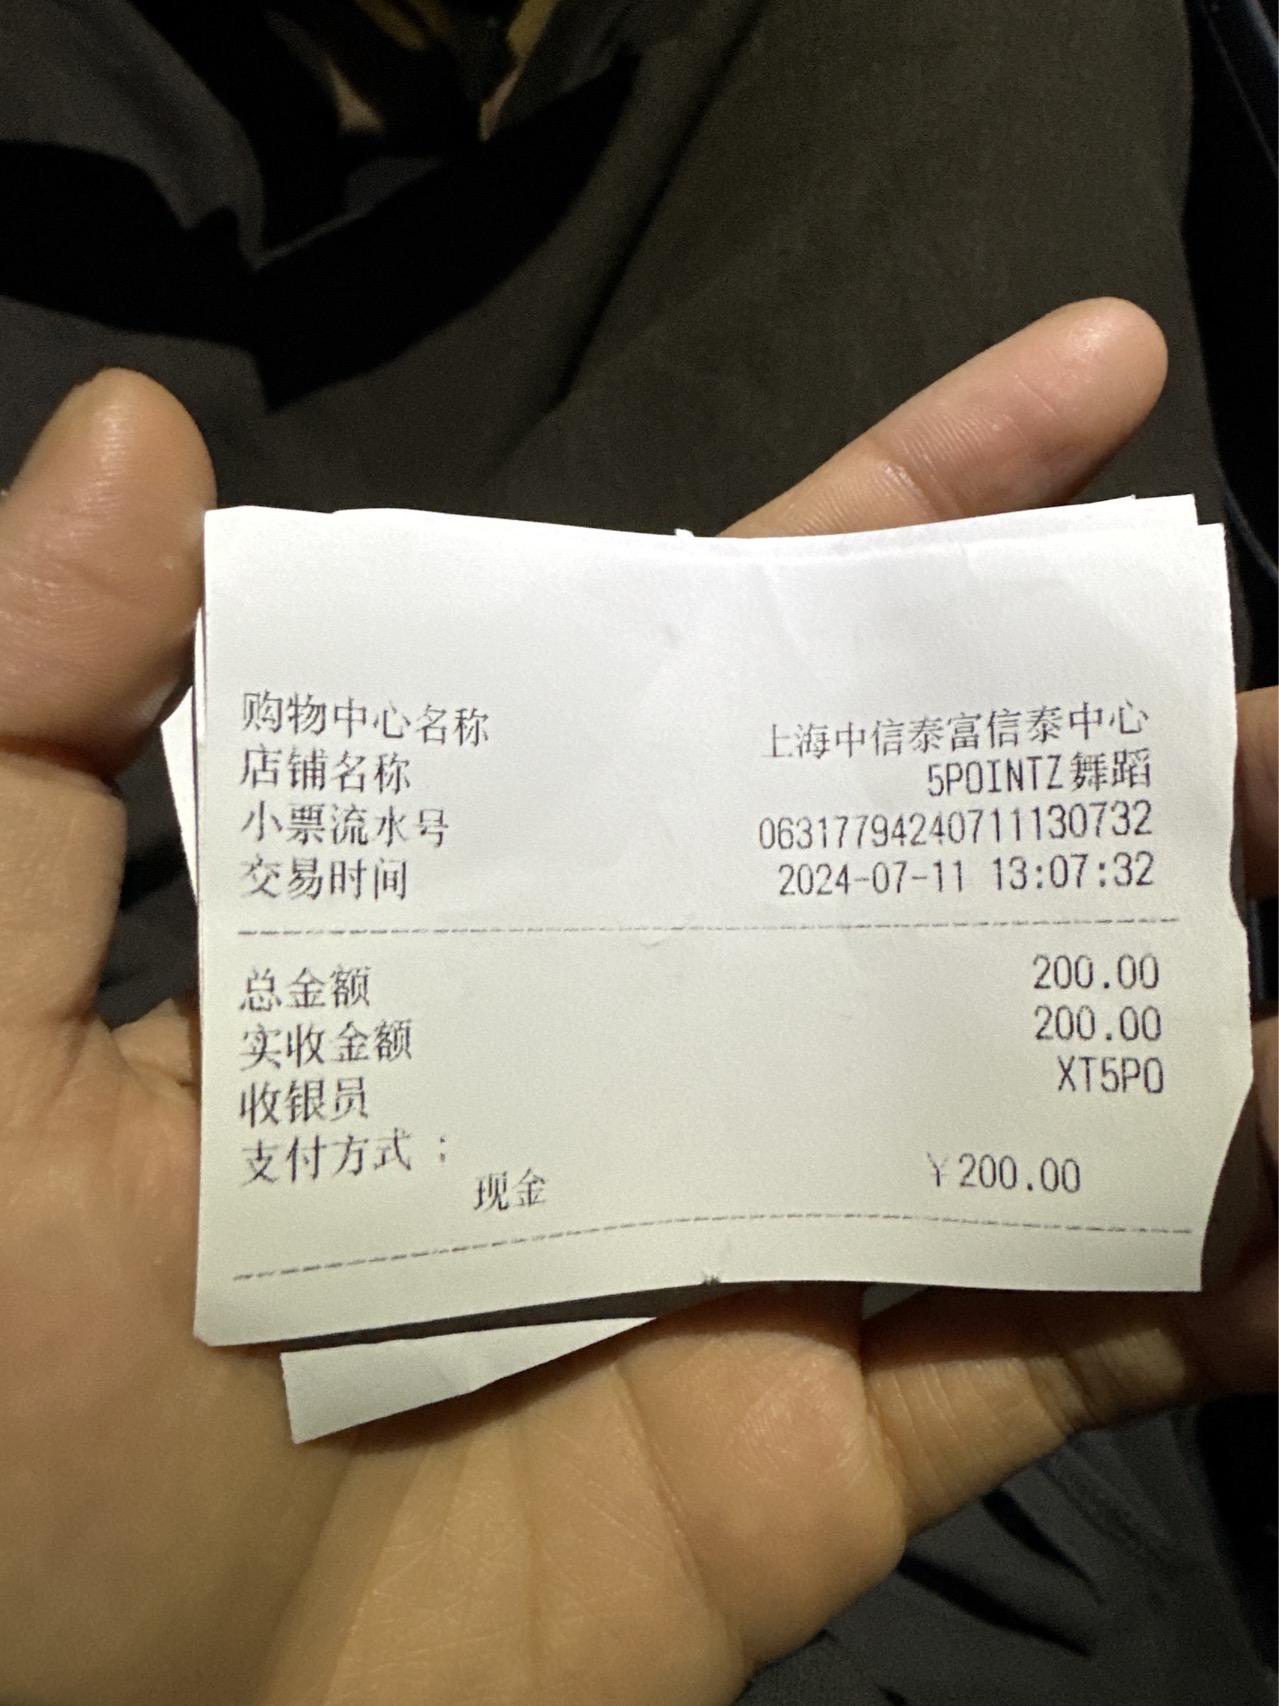 购物中心名称 上海中信泰富信泰中心
店铺名称 5POINTZ舞蹈
小票流水号 06317794240711130732
交易时间 2024-07-11 13:07:32
总金额 200.00
实收金额 200.00
收银员 XT5PO
支付方式：
现金 ¥200.00